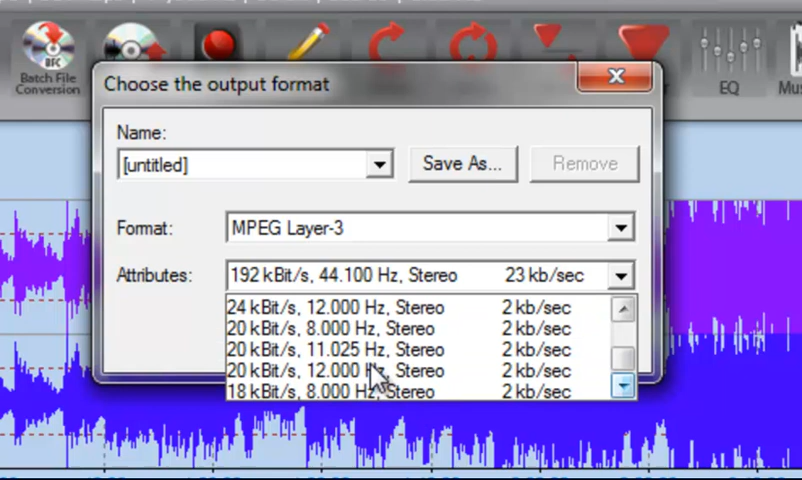 BFC
Batch File
Conversion
EQ
Choose the output format
Name:
[untitled]
Save As...
Remove
Format:
MPEG Layer-3
Attributes:
192 kBit/s, 44.100 Hz, Stereo 23 kb/sec
24 kBit/s, 12.000 Hz, Stereo 2 kb/sec
20 kBit/s, 8.000 Hz, Stereo 2 kb/sec
20 kBit/s, 11.025 Hz, Stereo 2 kb/sec
20 kBit/s, 12.000 Hz, Stereo 2 kb/sec
18 kBit/s, 8.000 Hz, Stereo 2 kb/sec